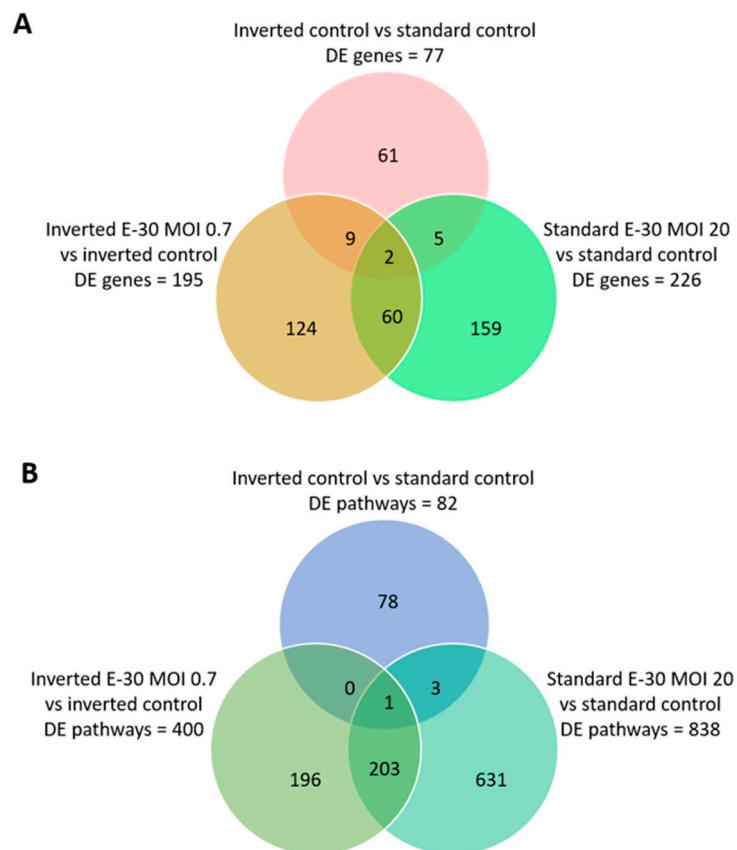 A
Inverted control vs standard control
DE genes = 77
61
Inverted E-30 MOI 0.7
vs inverted control
DE genes = 195
9
2
5
Standard E-30 MOI 20
vs standard control
DE genes = 226
124
60
159
B
Inverted control vs standard control
DE pathways = 82
78
Inverted E-30 MOI 0.7
vs inverted control
DE pathways = 400
0
1
3
Standard E-30 MOI 20
vs standard control
DE pathways = 838
196
203
631